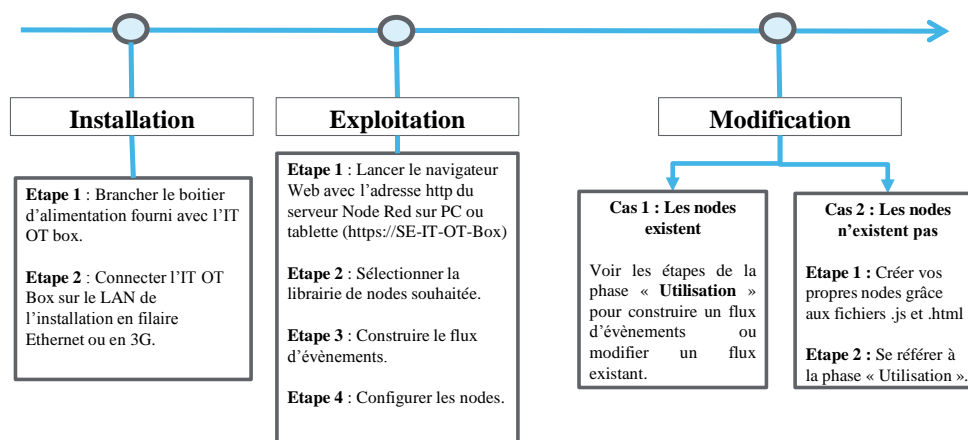 Installation
Etape 1 : Brancher le boitier
d'alimentation fourni avec l'IT
OT box.
Etape 2 : Connecter l'IT OT
Box sur le LAN de
l'installation en filaire
Ethernet ou en 3G.
Exploitation
Etape 1 : Lancer le navigateur
Web avec l'adresse http du
serveur Node Red sur PC ou
tablette (https://SE-IT-OT-Box)
Etape 2 : Sélectionner la
librairie de nodes souhaitée.
Etape 3 : Construire le flux
d'évènements.
Etape 4 : Configurer les nodes.
Modification
Cas 1 : Les nodes
existent
Voir les étapes de la
phase « Utilisation »
pour construire un flux
d'évènements ou
modifier un flux
existant.
Cas 2 : Les nodes
n'existent pas
Etape 1 : Créer vos
propres nodes grâce
aux fichiers .js et .html
Etape 2 : Se référer à
la phase « Utilisation ».